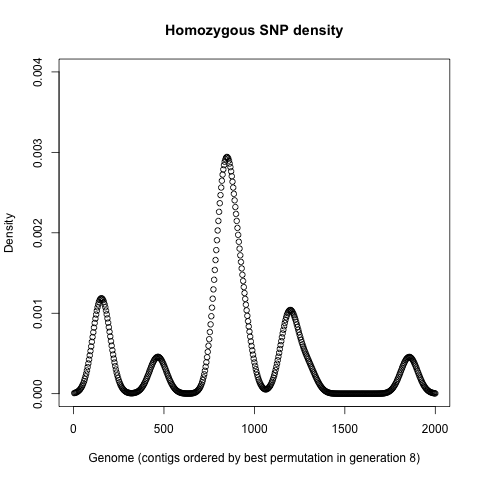 Homozygous SNP density
Density
0.004
0.003
0.002
0.001
0.000
0 500 1000 1500 2000
Genome (contigs ordered by best permutation in generation 8)